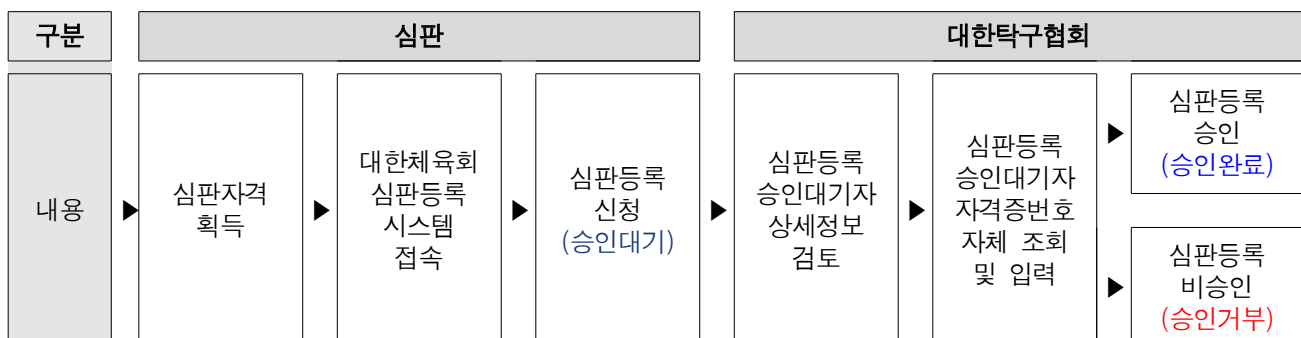 구분
심판
대한탁구협회
내용
심판자격
획득
대한체육회
심판등록
시스템
접속
심판등록
신청
(승인대기)
심판등록
승인대기자
상세정보
검토
심판등록
승인대기자
자격증번호
자체 조회
및 입력
심판등록
승인
(승인완료)
심판등록
비승인
(승인거부)